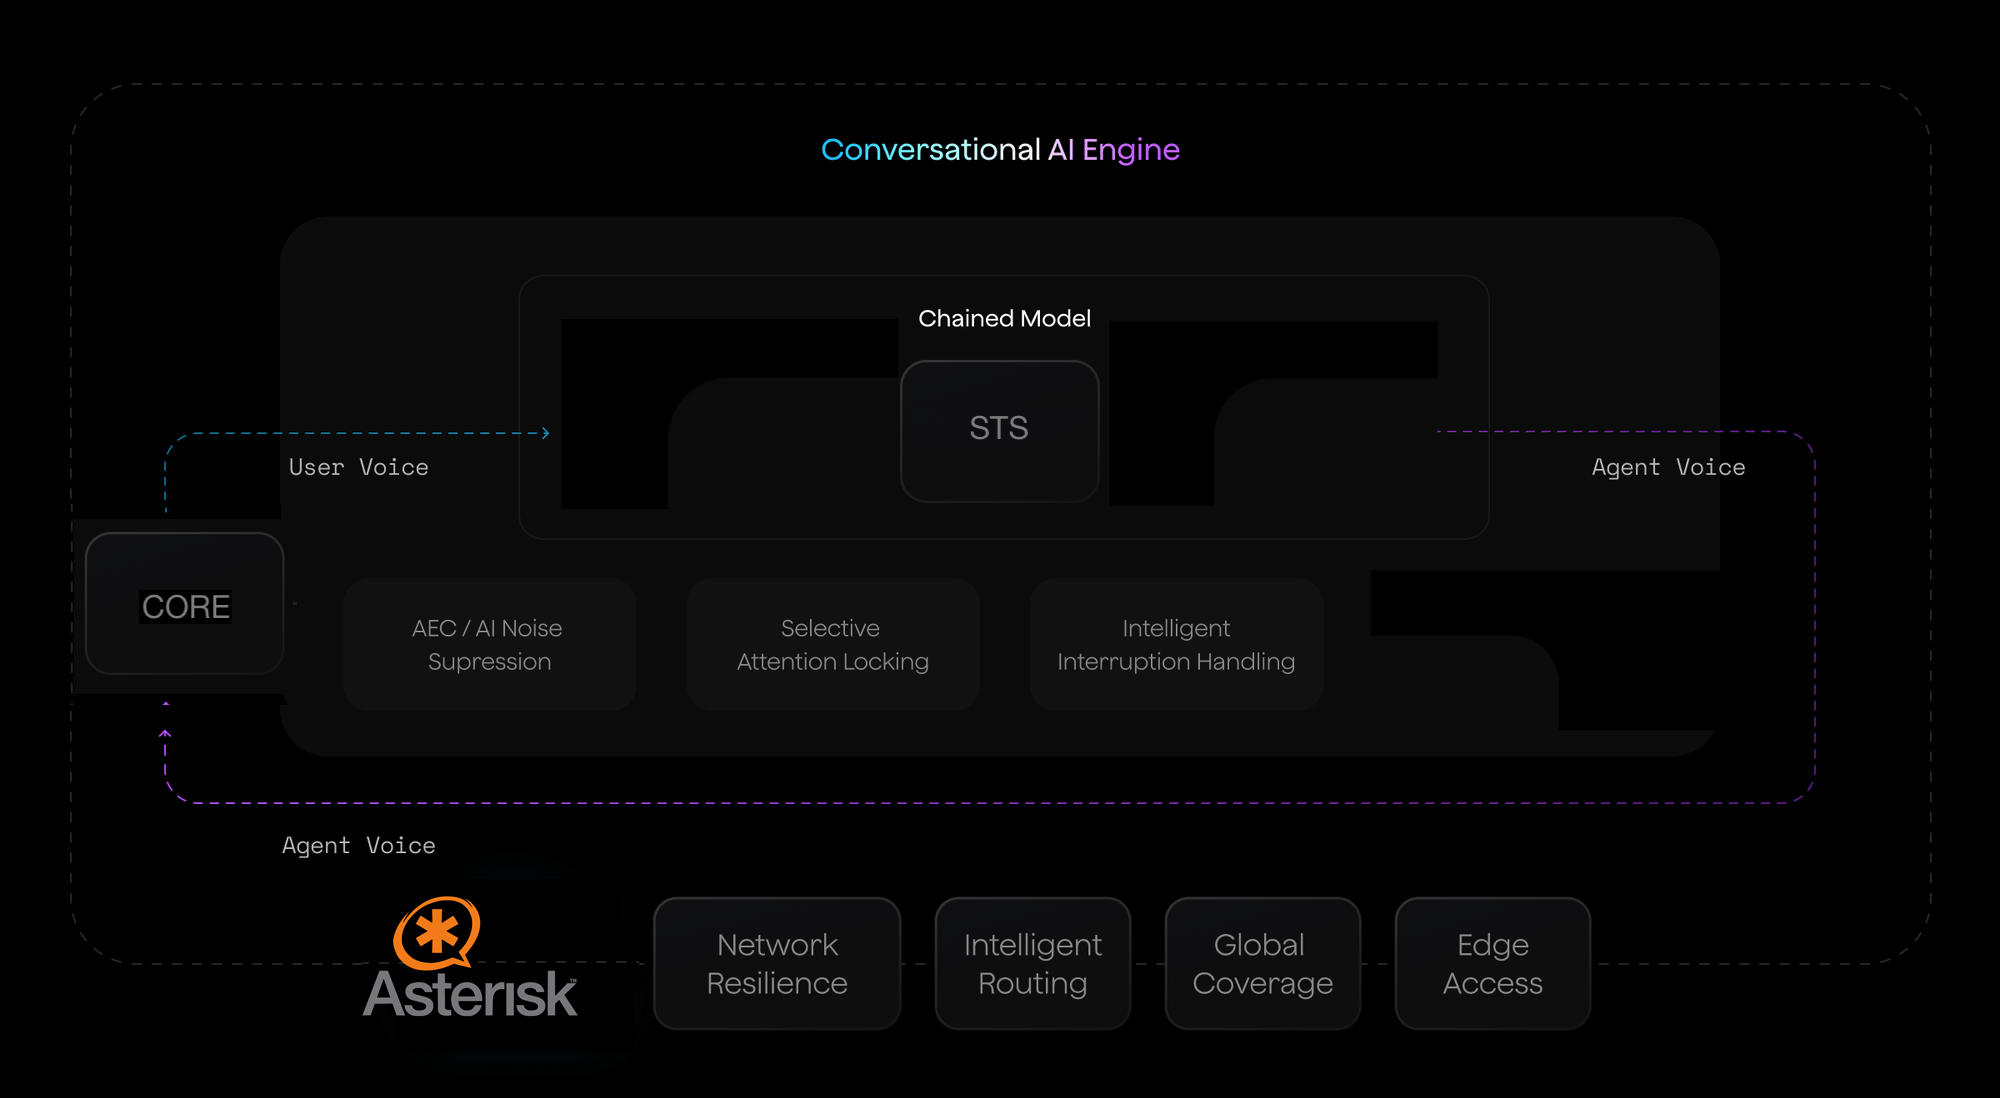 Conversational AI Engine
Chained Model
STS
User Voice
Agent Voice
CORE
AEC / AI Noise
Supression
Selective
Attention Locking
Intelligent
Interruption Handling
Agent Voice
Asterisk™
Network
Resilience
Intelligent
Routing
Global
Coverage
Edge
Access